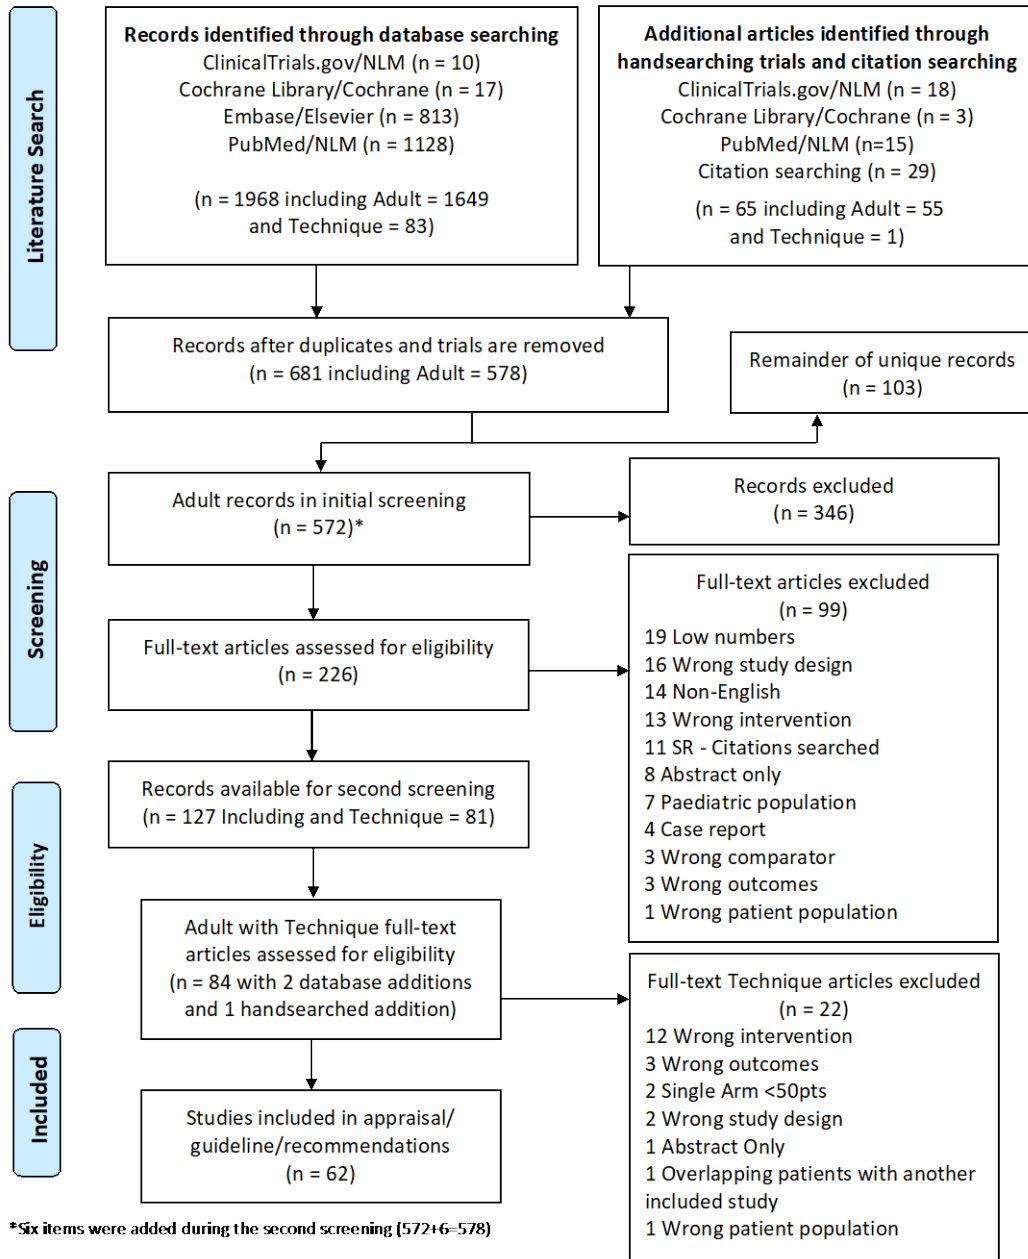 Literature Search
Records identified through database searching
ClinicalTrials.gov/NLM (n = 10)
Cochrane Library/Cochrane (n = 17)
Embase/Elsevier (n = 813)
PubMed/NLM (n = 1128)
(n = 1968 including Adult = 1649
and Technique = 83)
Additional articles identified through
handsearching trials and citation searching
ClinicalTrials.gov/NLM (n = 18)
Cochrane Library/Cochrane (n = 3)
PubMed/NLM (n=15)
Citation searching (n = 29)
(n = 65 including Adult = 55
and Technique = 1)
Records after duplicates and trials are removed
(n = 681 including Adult = 578)
Remainder of unique records
(n = 103)
Screening
Adult records in initial screening
(n = 572)*
Records excluded
(n = 346)
Full-text articles assessed for eligibility
(n = 226)
Full-text articles excluded
(n = 99)
19 Low numbers
16 Wrong study design
14 Non-English
13 Wrong intervention
11 SR - Citations searched
8 Abstract only
7 Paediatric population
4 Case report
3 Wrong comparator
3 Wrong outcomes
1 Wrong patient population
Eligibility
Records available for second screening
(n = 127 Including and Technique = 81)
Adult with Technique full-text
articles assessed for eligibility
(n = 84 with 2 database additions
and 1 handsearched addition)
Full-text Technique articles excluded
(n = 22)
12 Wrong intervention
3 Wrong outcomes
2 Single Arm <50pts
2 Wrong study design
1 Abstract Only
1 Overlapping patients with another
included study
1 Wrong patient population
Included
Studies included in appraisal/
guideline/recommendations
(n = 62)
*Six items were added during the second screening (572+6=578)